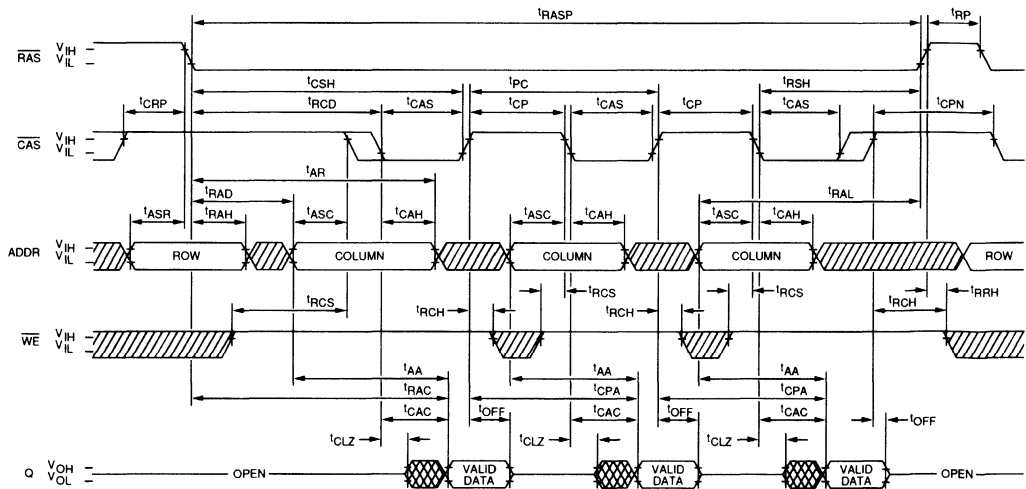 tRASP tRP
RAS VIH
VIL
tCSH tPC tRSH
tCRP tRCD tCAS tCP tCAS tCP tCAS tCPN
CAS VIH
VIL
tAR
tRAD tRAL
tASR tRAH tASC tCAH tASC tCAH tASC tCAH
ADDR VIH
VIL
ROW COLUMN COLUMN COLUMN ROW
tRCS tRCH tRCS tRCH tRCS tRCH tRRH
WE VIH
VIL
tAA tAA tAA
tRAC tCPA tCPA
tCAC tOFF tCAC tOFF tCAC tOFF
tCLZ tCLZ tCLZ
Q VOH
VOL
OPEN VALID
DATA VALID
DATA VALID
DATA OPEN